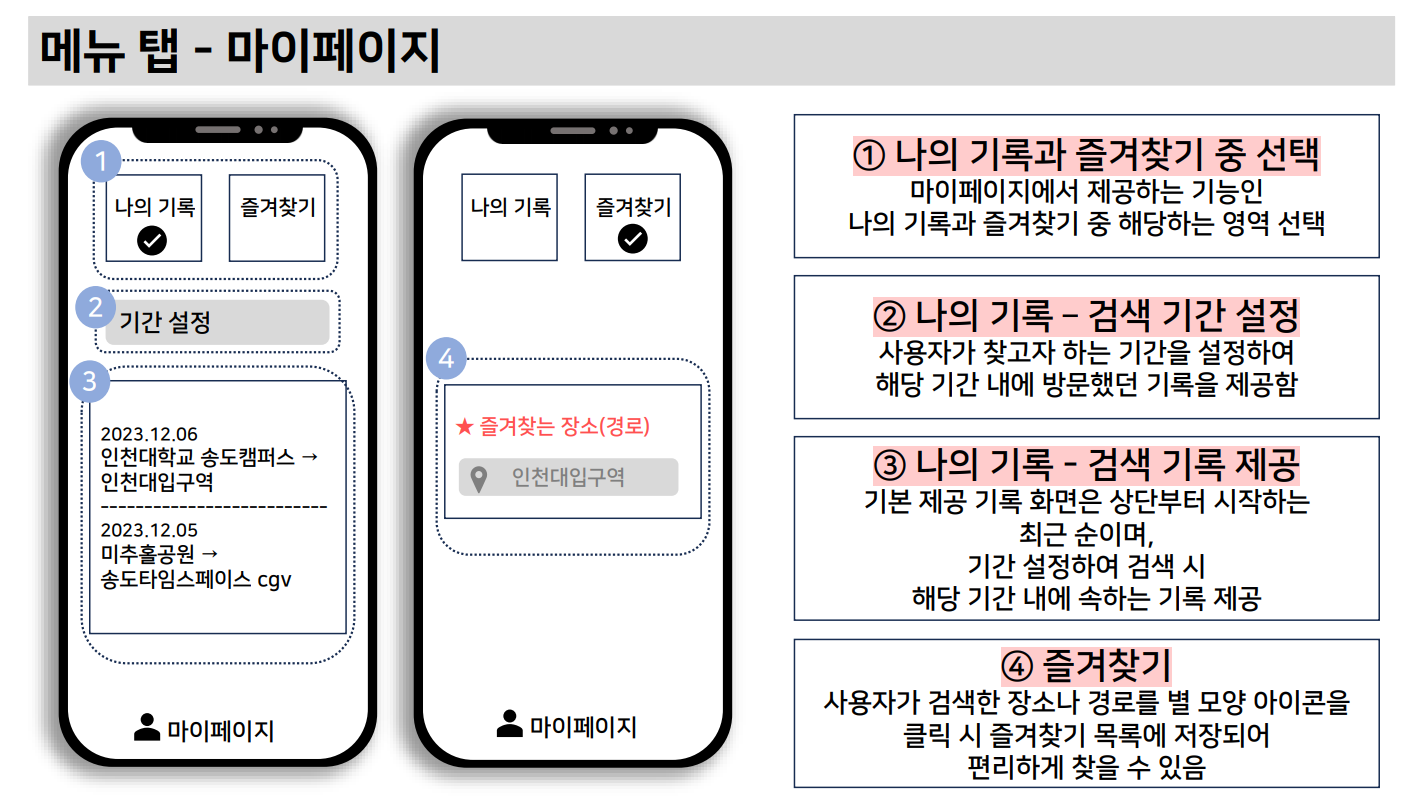 메뉴 탭 - 마이페이지
1
나의 기록
즐겨찾기
2
기간 설정
3
2023.12.06
인천대학교 송도캠퍼스 →
인천대입구역
--------------------------
2023.12.05
미추홀공원 →
송도타임스페이스 cgv
마이페이지
나의 기록
즐겨찾기
4
★ 즐겨찾는 장소(경로)
인천대입구역
마이페이지
① 나의 기록과 즐겨찾기 중 선택
마이페이지에서 제공하는 기능인
나의 기록과 즐겨찾기 중 해당하는 영역 선택
② 나의 기록 – 검색 기간 설정
사용자가 찾고자 하는 기간을 설정하여
해당 기간 내에 방문했던 기록을 제공함
③ 나의 기록 - 검색 기록 제공
기본 제공 기록 화면은 상단부터 시작하는
최근 순이며,
기간 설정하여 검색 시
해당 기간 내에 속하는 기록 제공
④ 즐겨찾기
사용자가 검색한 장소나 경로를 별 모양 아이콘을
클릭 시 즐겨찾기 목록에 저장되어
편리하게 찾을 수 있음